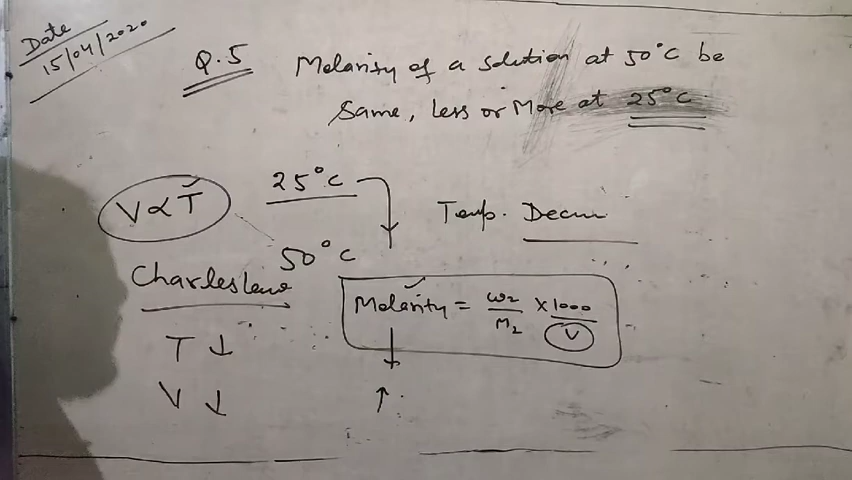 Date
15/04/2020
Q.5 Molarity of a solution at 50°C be
Same, Less or More at 25°C
25°C
V∝T
Temp.
50°C
Charles Law
Molarity = w2/M2 × 1000/V
T ↓
V ↓
↑